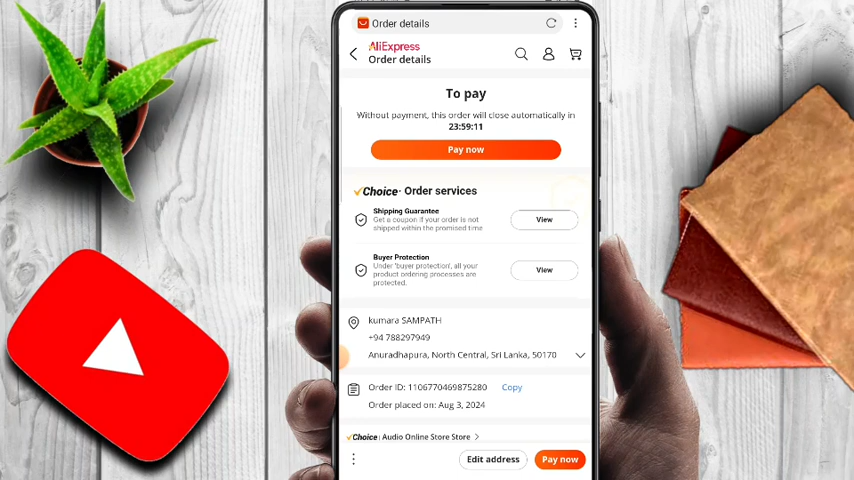 Order details
AliExpress
Order details
To pay
Without payment, this order will close automatically in
23:59:11
Pay now
Choice· Order services
Shipping Guarantee
Get a coupon if your order is not
shipped within the promised time
View
Buyer Protection
Under 'buyer protection', all your
product ordering processes are
protected.
View
kumara SAMPATH
+94 788297949
Anuradhapura, North Central, Sri Lanka, 50170
Order ID: 1106770469875280 Copy
Order placed on: Aug 3, 2024
Choice | Audio Online Store Store >
Edit address
Pay now